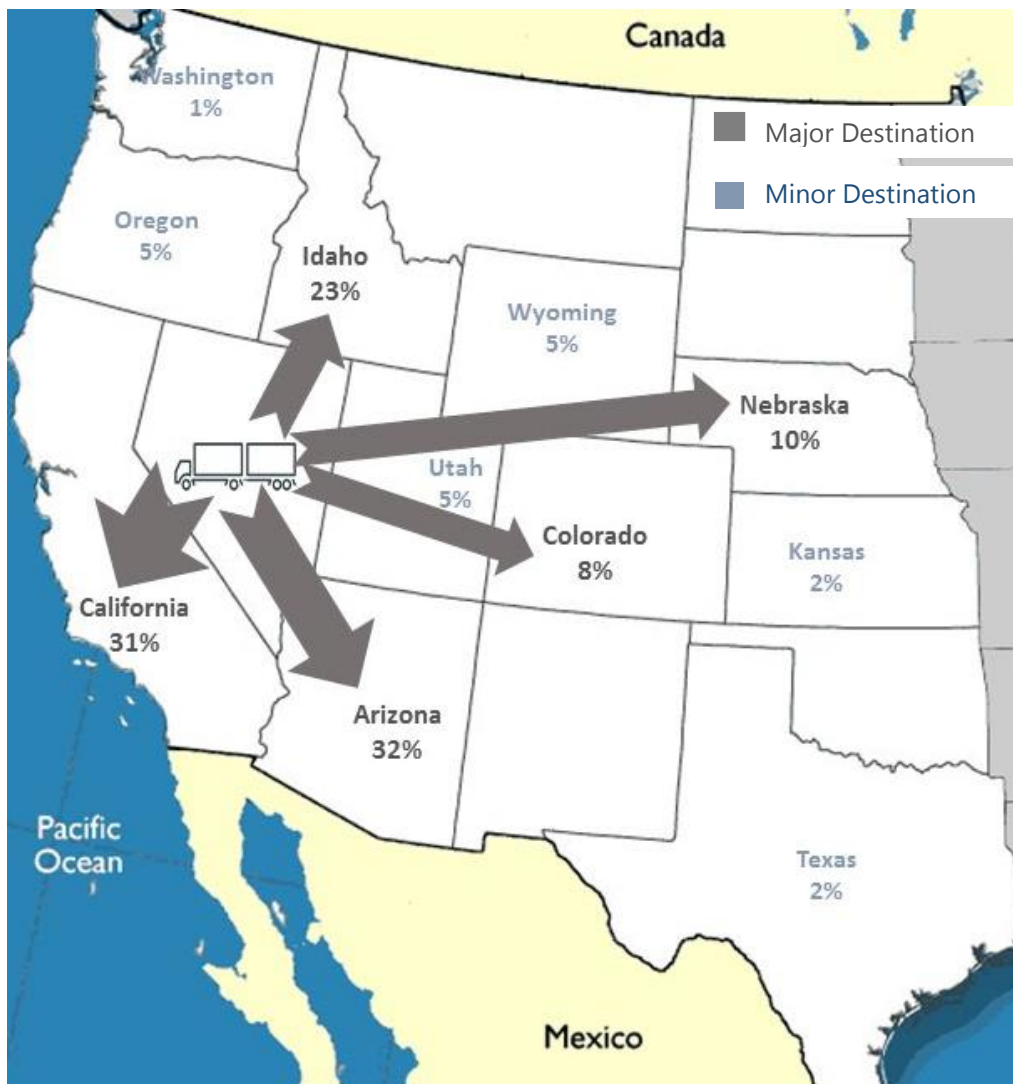 Canada
Washington
1%
Major Destination
Minor Destination
Oregon
5%
Idaho
23%
Wyoming
5%
Nebraska
10%
Utah
5%
Colorado
8%
Kansas
2%
California
31%
Arizona
32%
Pacific
Ocean
Texas
2%
Mexico